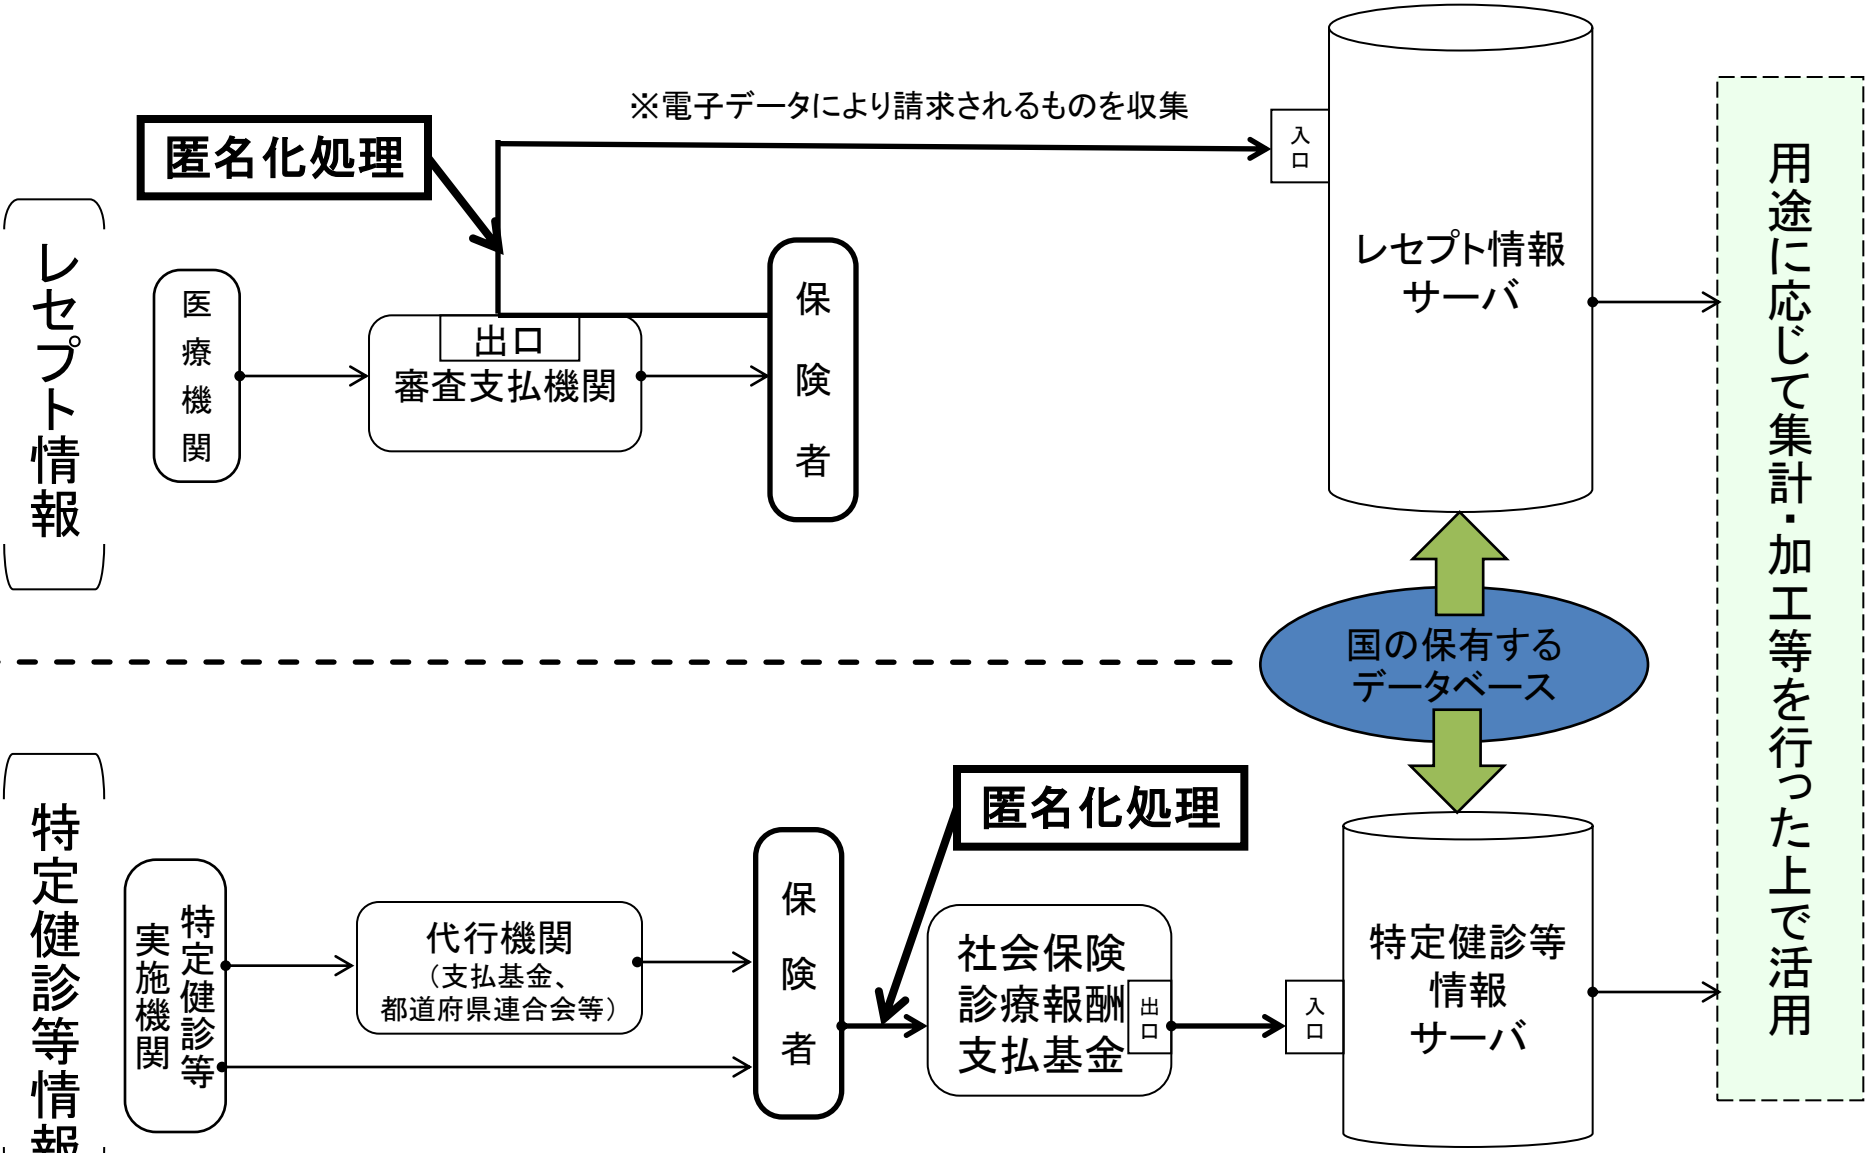 ※電子データにより請求されるものを収集
匿名化処理
入口
レセプト情報
医療機関
出口
審査支払機関
保険者
レセプト情報
サーバ
用途に応じて集計・加工等を行った上で活用
国の保有する
データベース
匿名化処理
特定健診等情報
特定健診等
実施機関
代行機関
（支払基金、
都道府県連合会等）
保険者
社会保険
診療報酬
支払基金
出口
入口
特定健診等
情報
サーバ